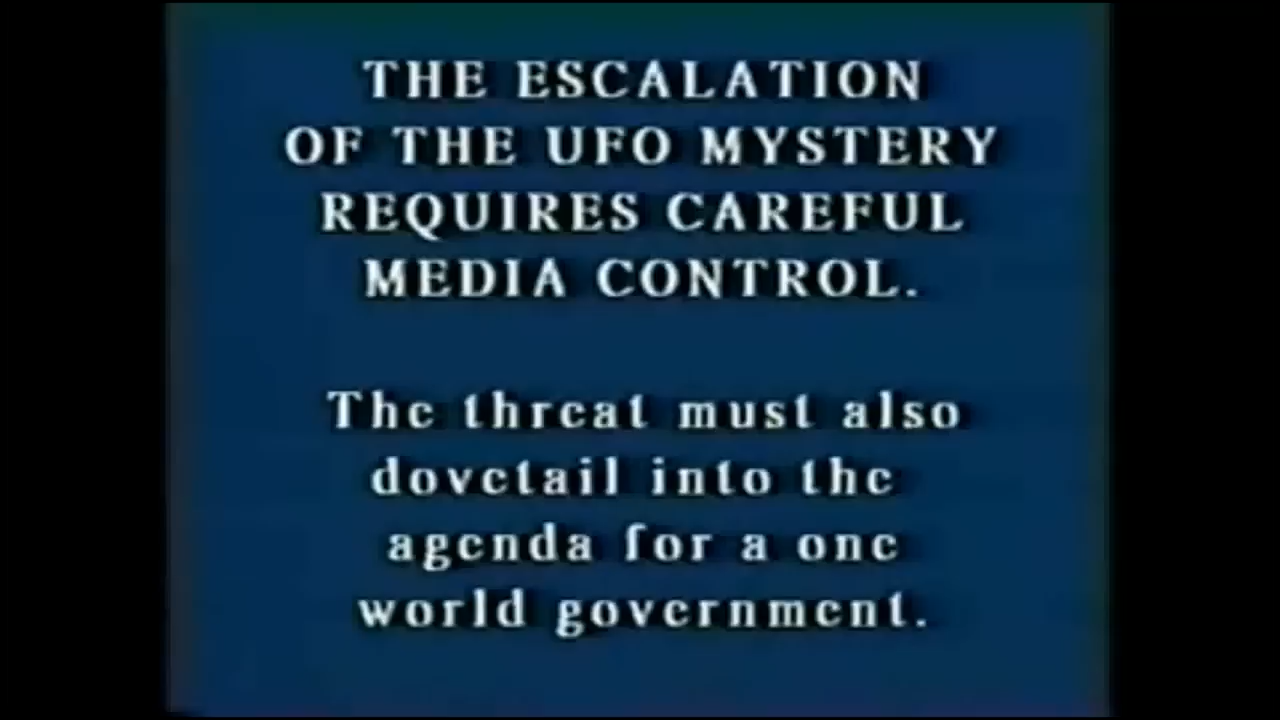 THE ESCALATION
OF THE UFO MYSTERY
REQUIRES CAREFUL
MEDIA CONTROL.
The threat must also
dovetail into the
agenda for a one
world government.